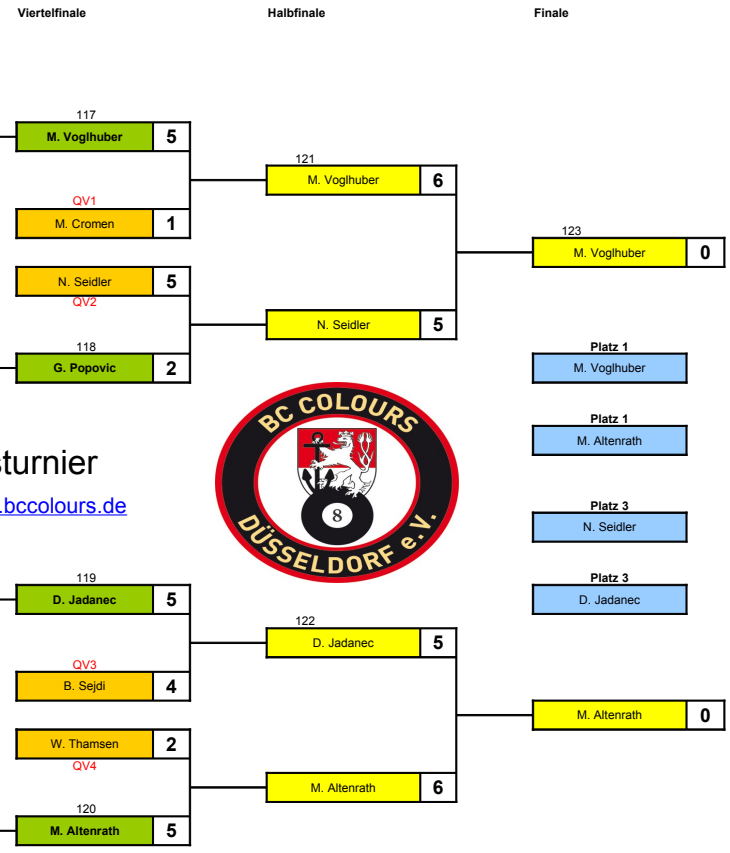 Viertelfinale Halbfinale Finale
117
M. Voglhuber 5
121
M. Voglhuber 6
QV1
M. Cromen 1
123
M. Voglhuber 0
N. Seidler 5
QV2
N. Seidler 5
118
G. Popovic 2
Platz 1
M. Voglhuber
BC COLOURS
8
DÜSSELDORF e.V.
Platz 1
M. Altenrath
sturnier
.bccolours.de
Platz 3
N. Seidler
119
D. Jadanec 5
Platz 3
D. Jadanec
122
D. Jadanec 5
QV3
B. Sejdi 4
M. Altenrath 0
W. Thamsen 2
QV4
M. Altenrath 6
120
M. Altenrath 5